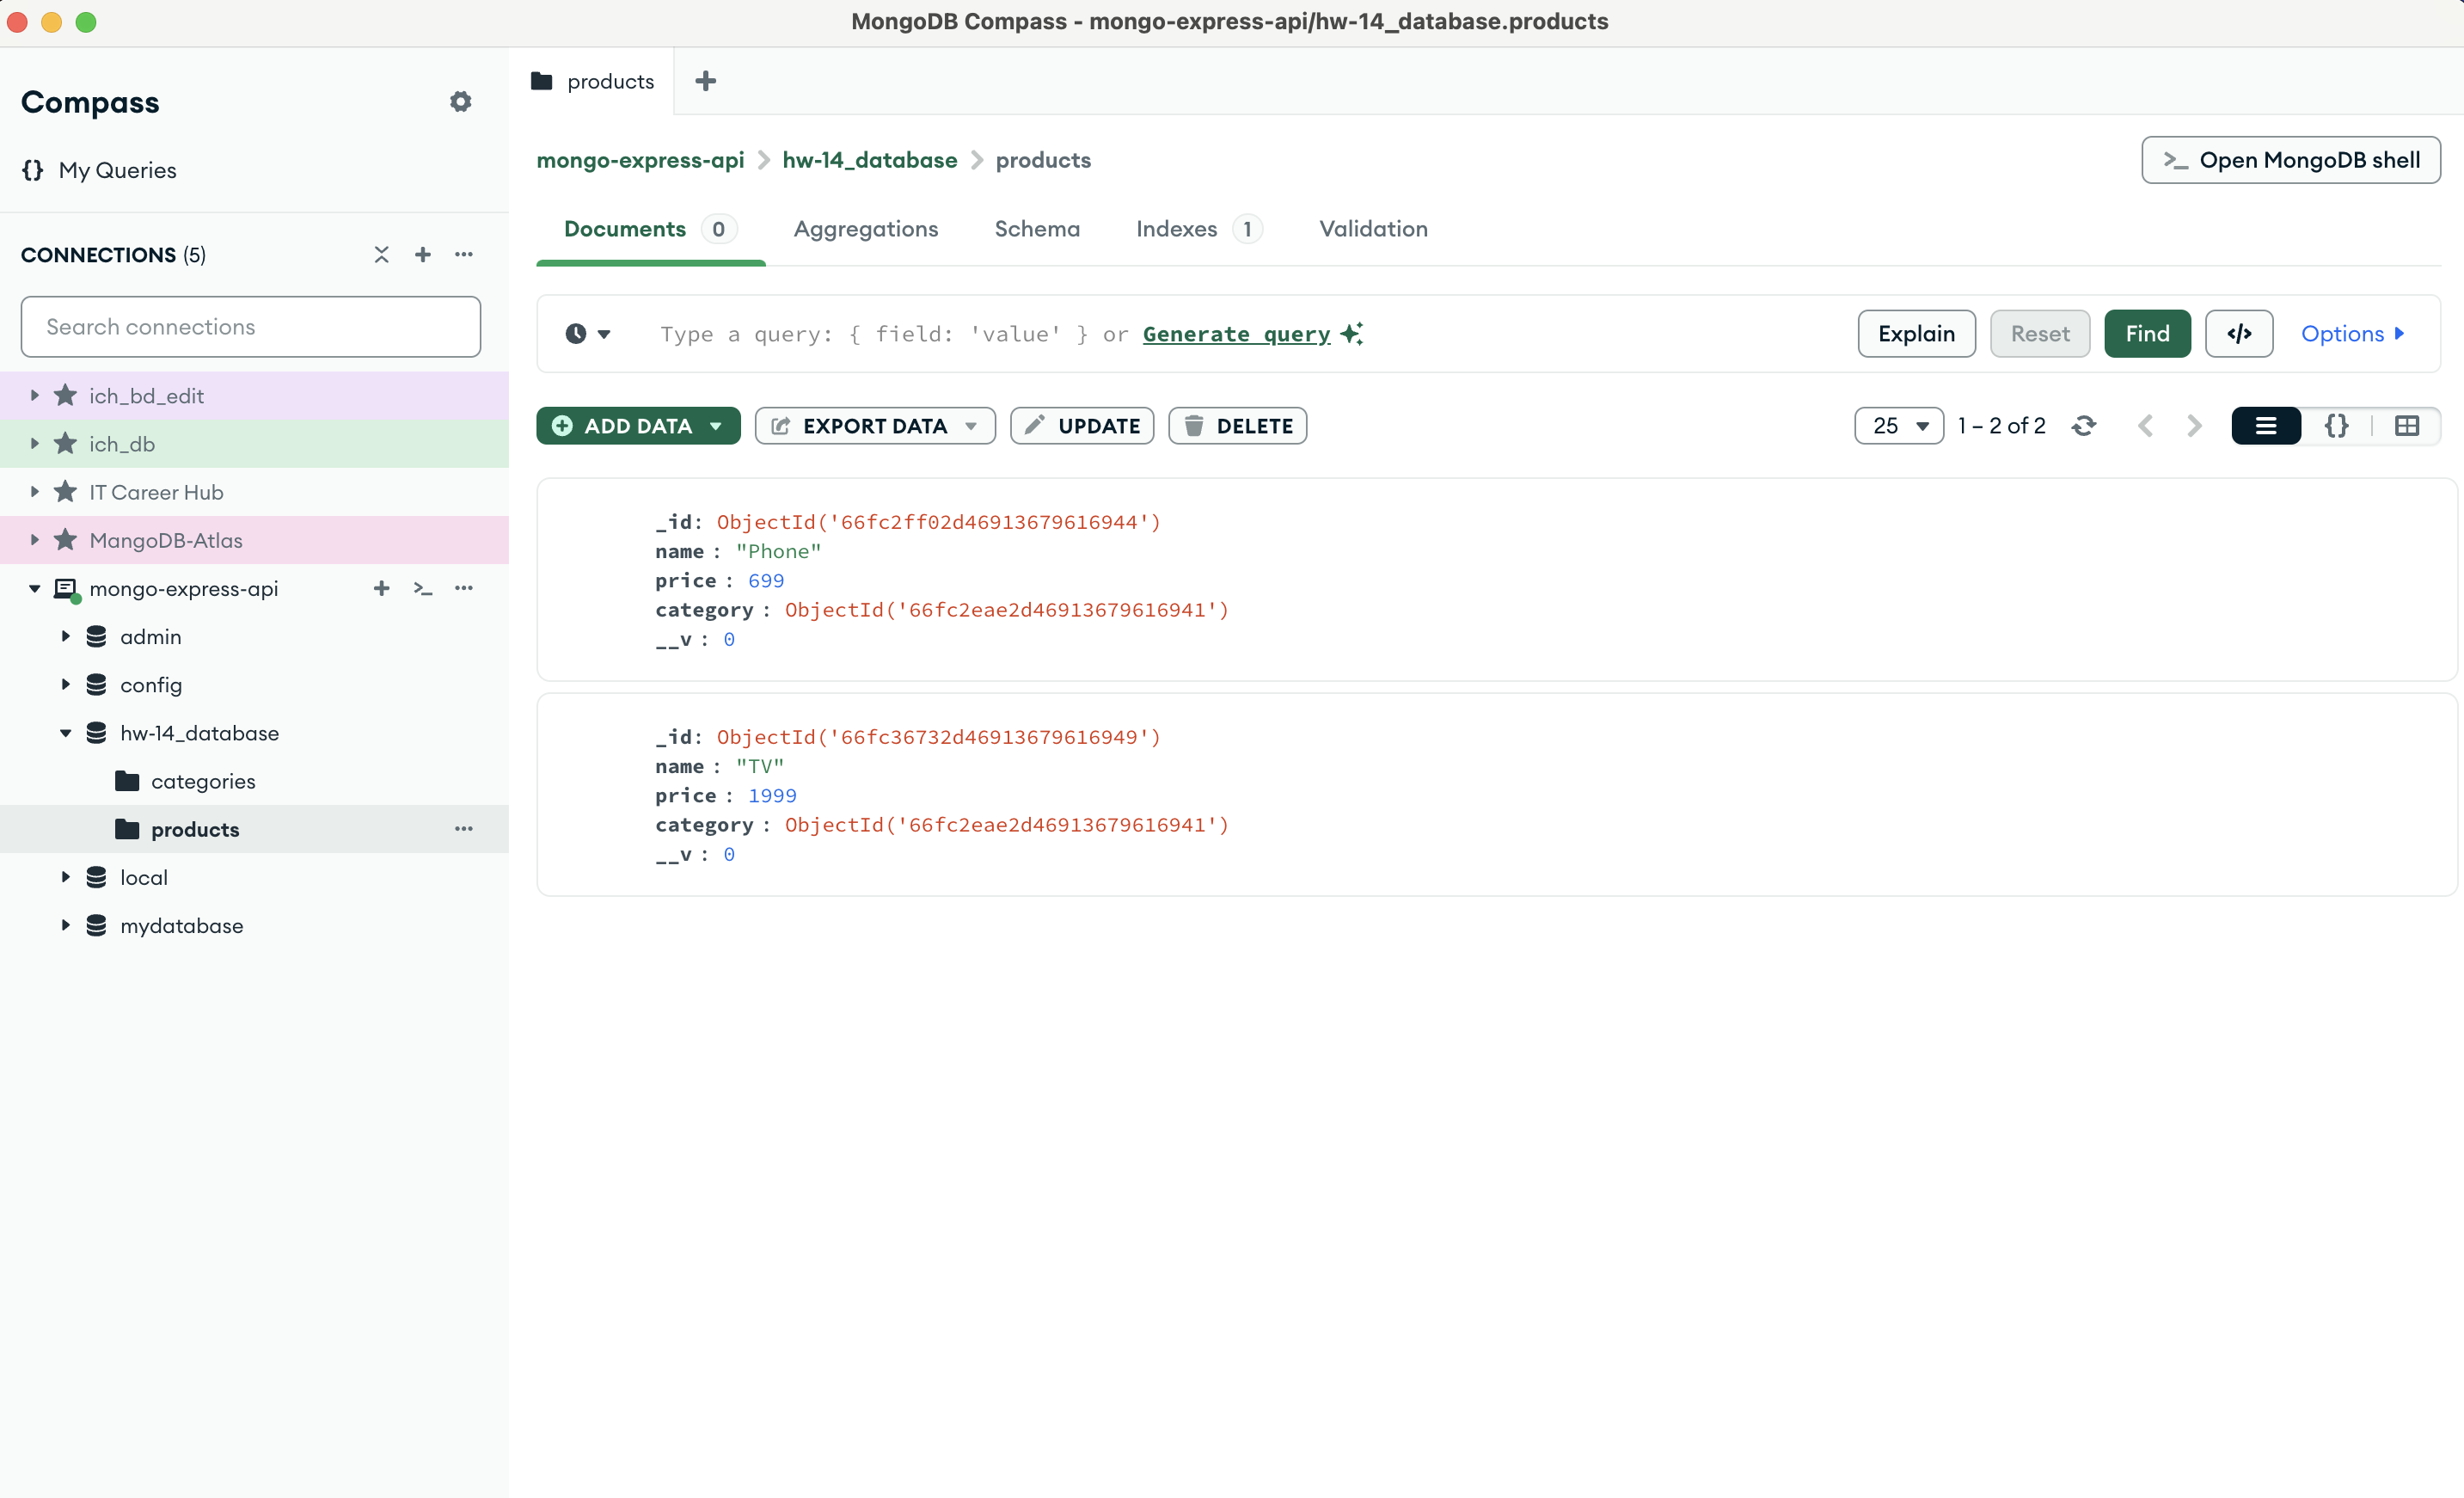 MongoDB Compass - mongo-express-api/hw-14_database.products
Compass
My Queries
CONNECTIONS (5)
Search connections
ich_bd_edit
ich_db
IT Career Hub
MangoDB-Atlas
mongo-express-api
admin
config
hw-14_database
categories
products
local
mydatabase
products
mongo-express-api > hw-14_database > products
>_ Open MongoDB shell
Documents 0 Aggregations Schema Indexes 1 Validation
Type a query: { field: 'value' } or Generate query
Explain Reset Find </> Options
ADD DATA EXPORT DATA UPDATE DELETE
25 1 – 2 of 2
_id: ObjectId('66fc2ff02d46913679616944')
name : "Phone"
price : 699
category : ObjectId('66fc2eae2d46913679616941')
__v : 0
_id: ObjectId('66fc36732d46913679616949')
name : "TV"
price : 1999
category : ObjectId('66fc2eae2d46913679616941')
__v : 0